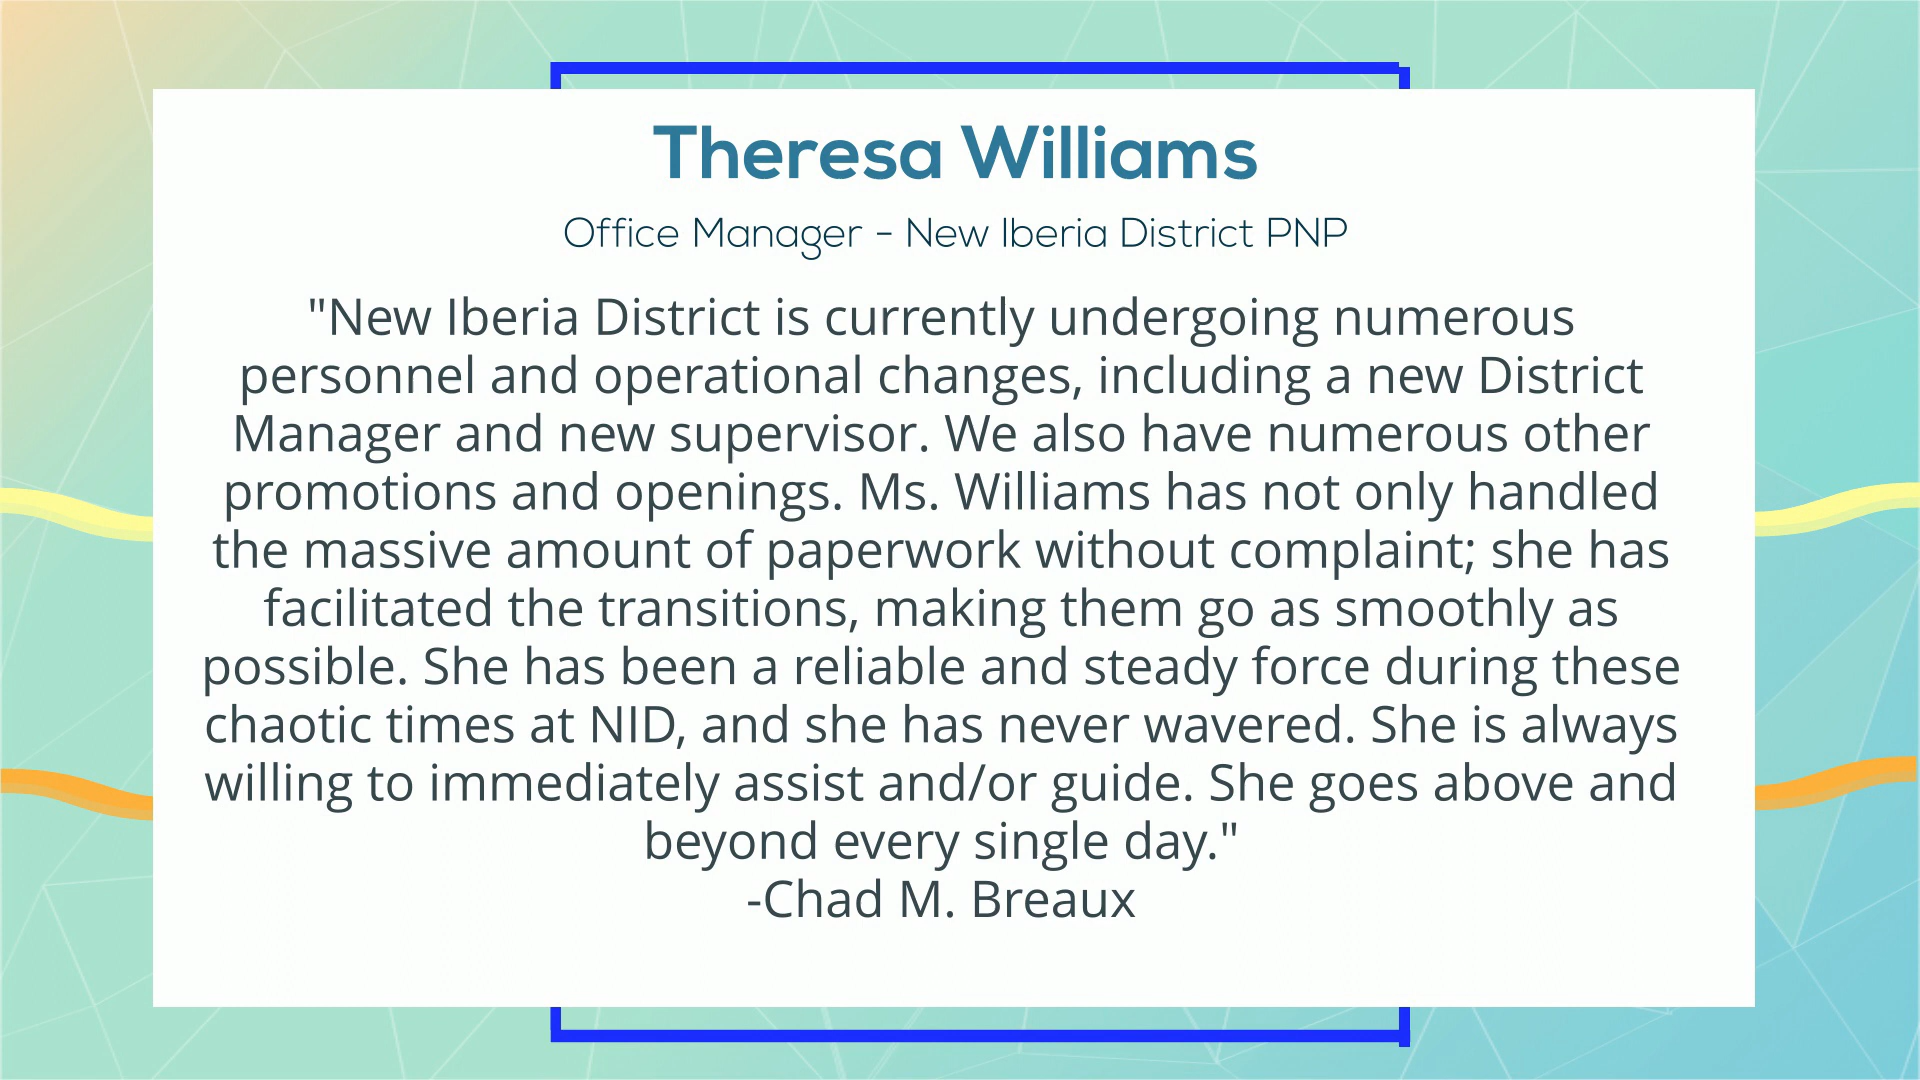 Theresa Williams
Office Manager - New Iberia District PNP
"New Iberia District is currently undergoing numerous
personnel and operational changes, including a new District
Manager and new supervisor. We also have numerous other
promotions and openings. Ms. Williams has not only handled
the massive amount of paperwork without complaint; she has
facilitated the transitions, making them go as smoothly as
possible. She has been a reliable and steady force during these
chaotic times at NID, and she has never wavered. She is always
willing to immediately assist and/or guide. She goes above and
beyond every single day."
-Chad M. Breaux